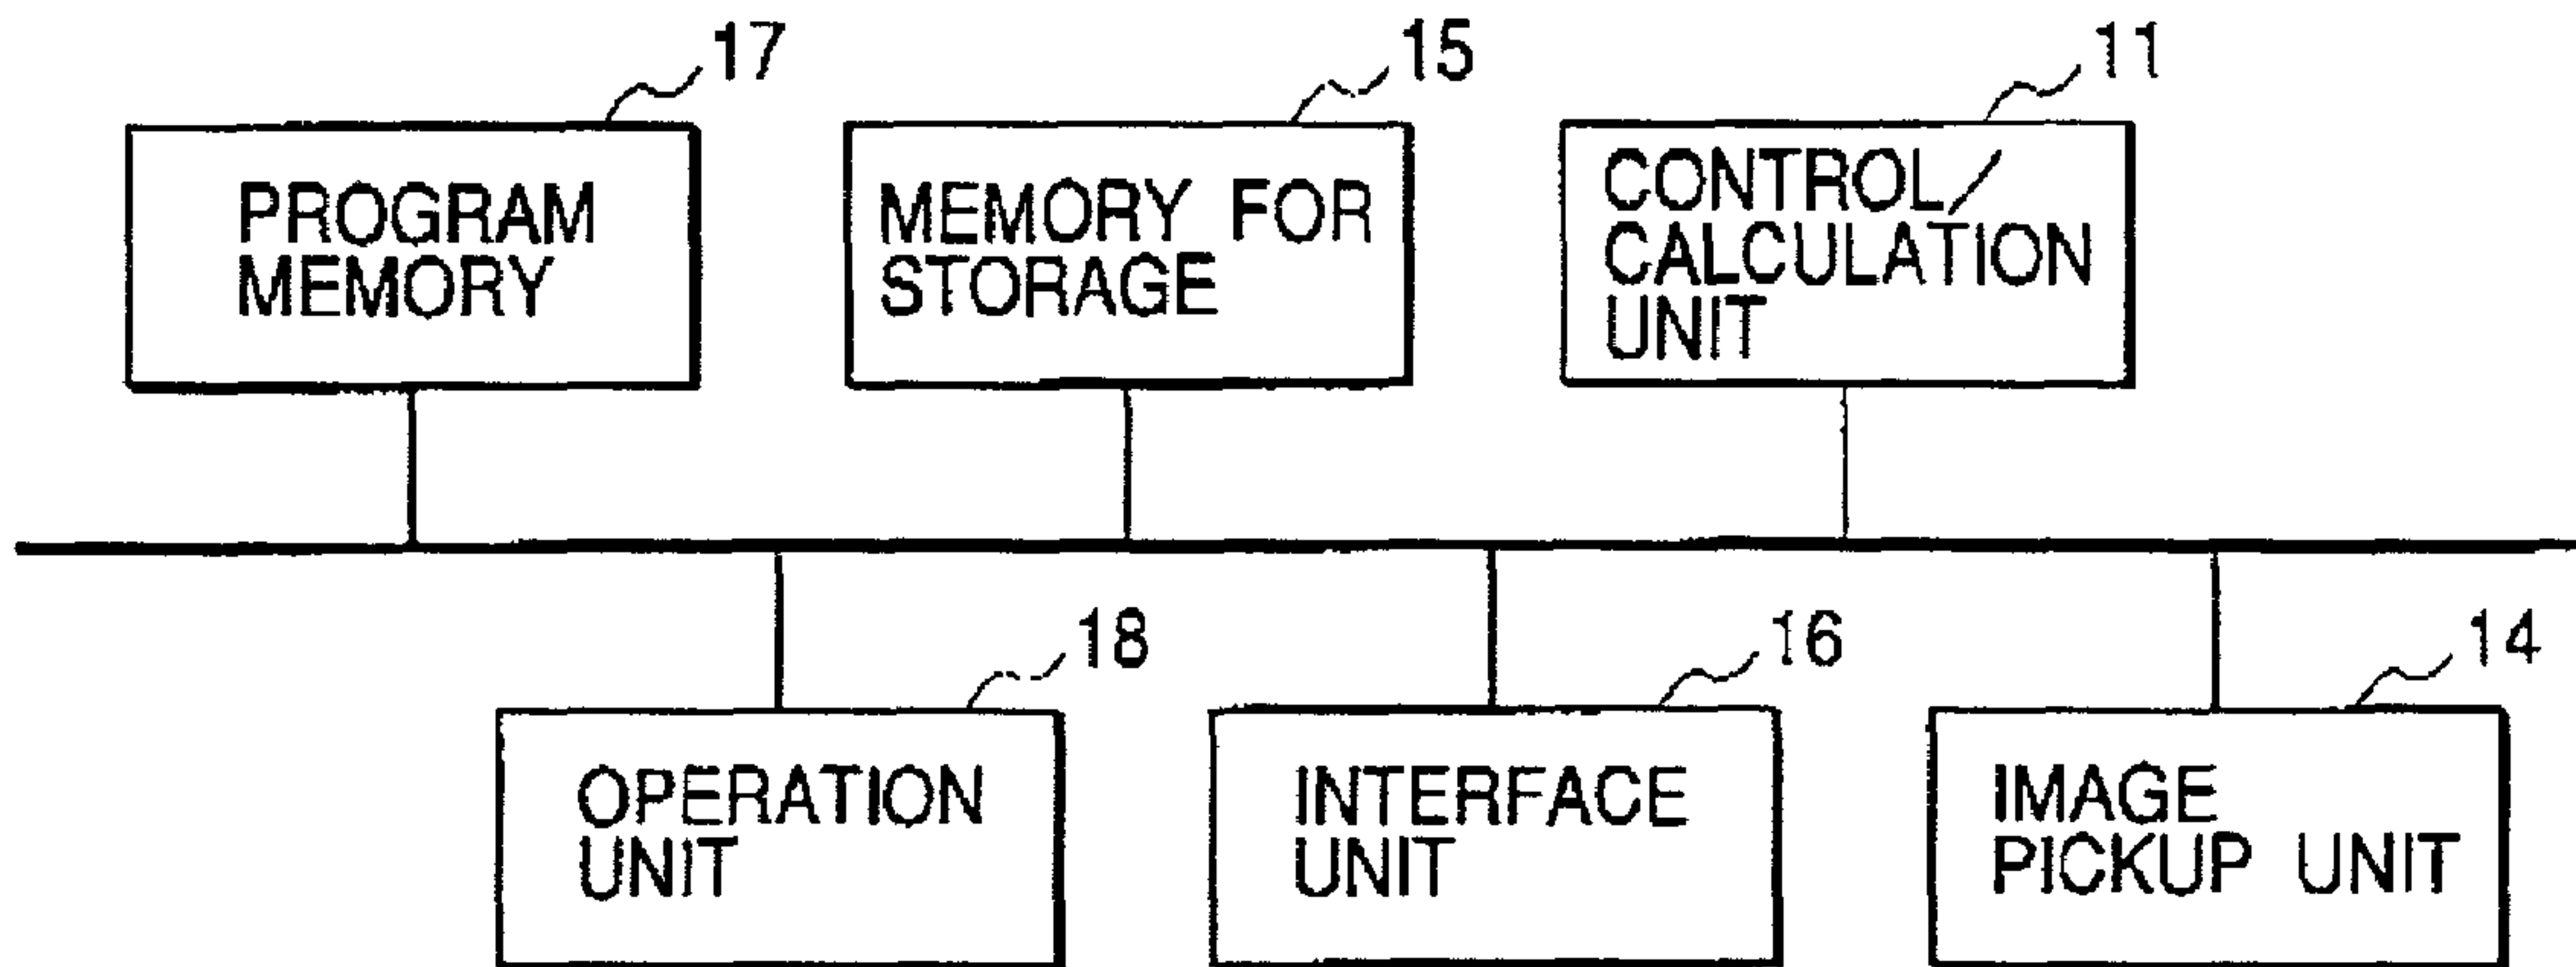 17
15
11
PROGRAM
MEMORY
MEMORY FOR
STORAGE
CONTROL/
CALCULATION
UNIT
18
16
14
OPERATION
UNIT
INTERFACE
UNIT
IMAGE
PICKUP UNIT